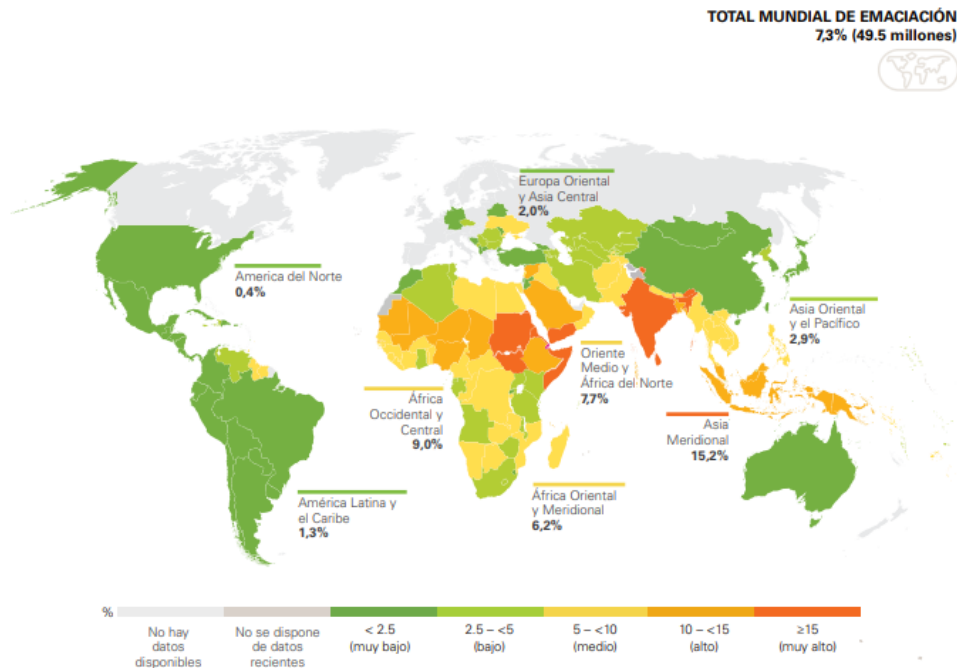 TOTAL MUNDIAL DE EMACIACIÓN
7,3% (49.5 millones)
Europa Oriental
y Asia Central
2,0%
America del Norte
0,4%
Asia Oriental
y el Pacífico
2,9%
Oriente
Medio y
África del Norte
7,7%
África
Occidental y
Central
9,0%
Asia
Meridional
15,2%
América Latina y
el Caribe
1,3%
África Oriental
y Meridional
6,2%
%
No hay
datos
disponibles
No se dispone
de datos
recientes
< 2.5
(muy bajo)
2.5 – <5
(bajo)
5 – <10
(medio)
10 – <15
(alto)
≥15
(muy alto)